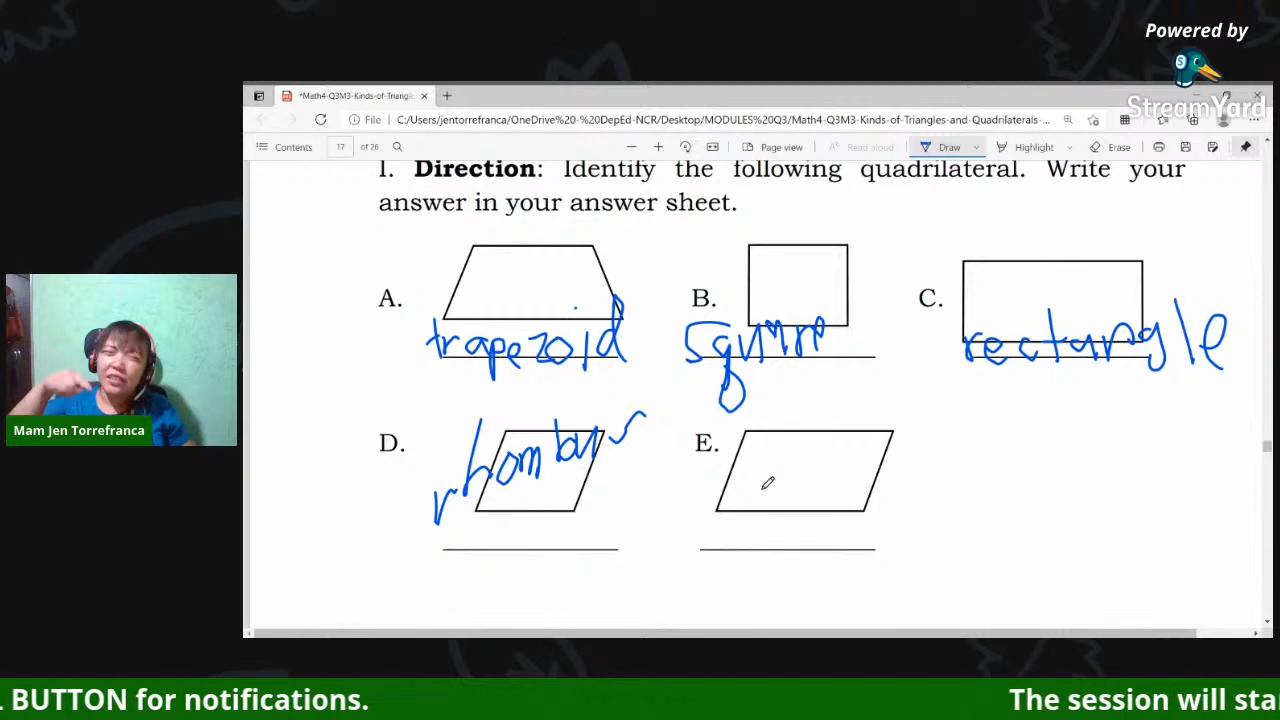 Powered by
StreamYard
*Math4-Q3M3-Kinds-of-Triangle
File C:/Users/jentorrefranca/OneDrive%20-%20DepEd-NCR/Desktop/MODULES%20Q3/Math4-Q3M3-Kinds-of-Triangles-and-Quadrilaterals-...
Contents 17 of 26 Page view Read aloud Draw Highlight Erase
I. Direction: Identify the following quadrilateral. Write your
answer in your answer sheet.
A. B. C.
trapezoid square rectangle
D. rhombus E.
Mam Jen Torrefranca
BUTTON for notifications. The session will star